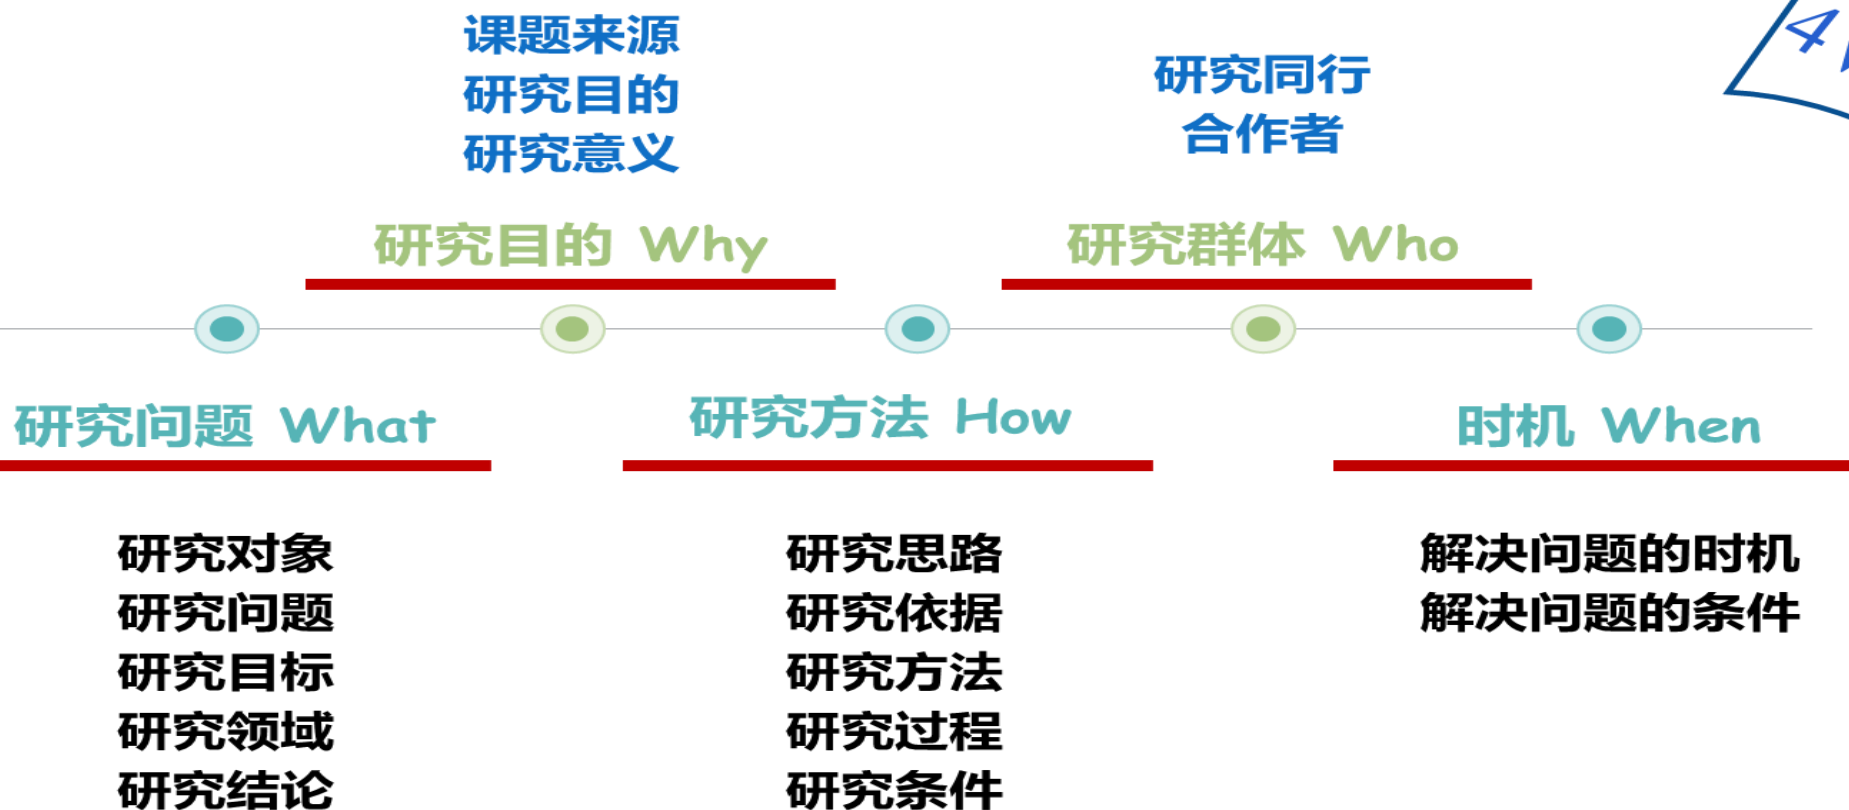 课题来源
研究目的
研究意义
研究同行
合作者
4
研究目的 Why
研究群体 Who
研究问题 What
研究方法 How
时机 When
研究对象
研究问题
研究目标
研究领域
研究结论
研究思路
研究依据
研究方法
研究过程
研究条件
解决问题的时机
解决问题的条件